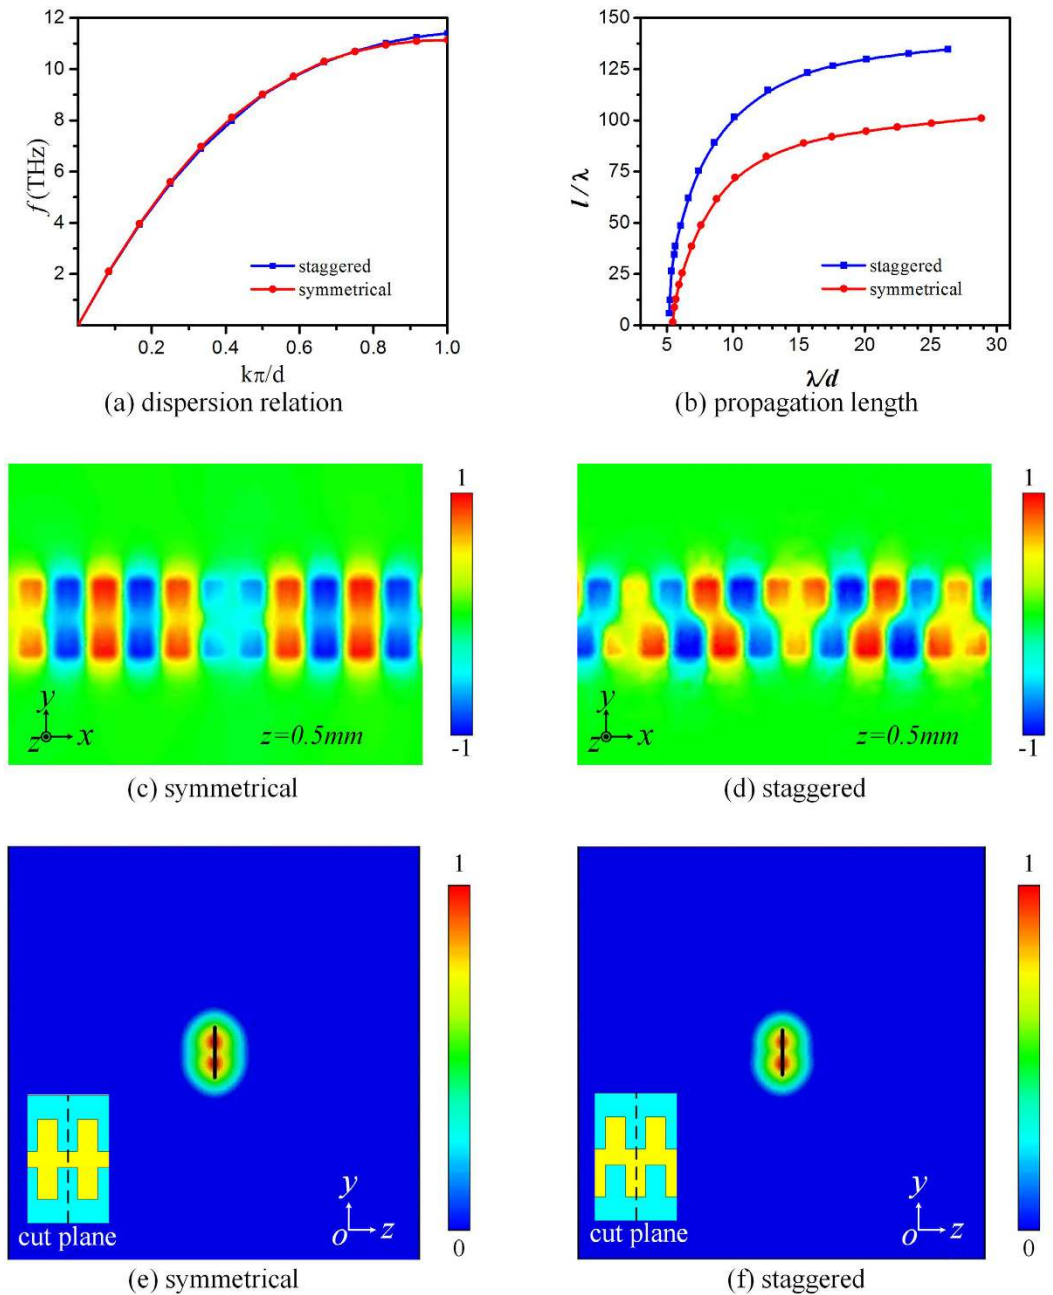 12
10
8
6
4
2
f (THz)
staggered
symmetrical
0.2 0.4 0.6 0.8 1.0
kπ/d
(a) dispersion relation
150
125
100
75
50
25
0
l/λ
staggered
symmetrical
5 10 15 20 25 30
λ/d
(b) propagation length
1
-1
y
z x
z=0.5mm
(c) symmetrical
1
-1
y
z x
z=0.5mm
(d) staggered
1
0
cut plane
y
o z
(e) symmetrical
1
0
cut plane
y
o z
(f) staggered